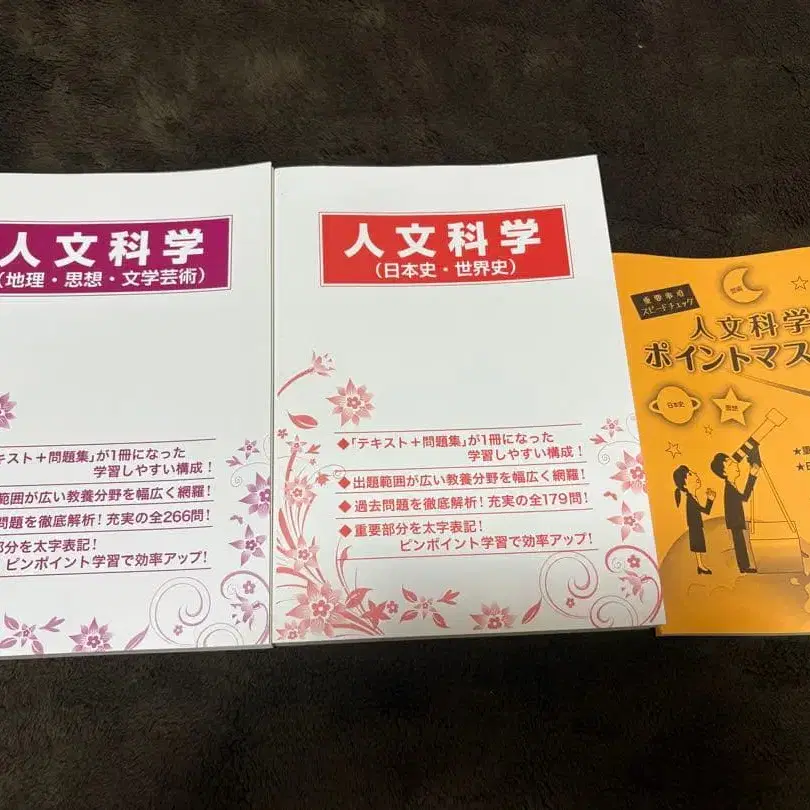 人文科学
(地理・思想・文学芸術)
キスト+問題集」が1冊になった
学習しやすい構成!
範囲が広い教養分野を幅広く網羅!
問題を徹底解析!充実の全266問!
部分を太字表記!
ピンポイント学習で効率アップ!
人文科学
(日本史・世界史)
◆「テキスト+問題集」が1冊になった
学習しやすい構成!
◆出題範囲が広い教養分野を幅広く網羅!
◆過去問題を徹底解析!充実の全179問!
◆重要部分を太字表記!
ピンポイント学習で効率アップ!
重要事項
スピードチェック
芸術
人文科学
ポイントマス
日本史
思想
★重
★日